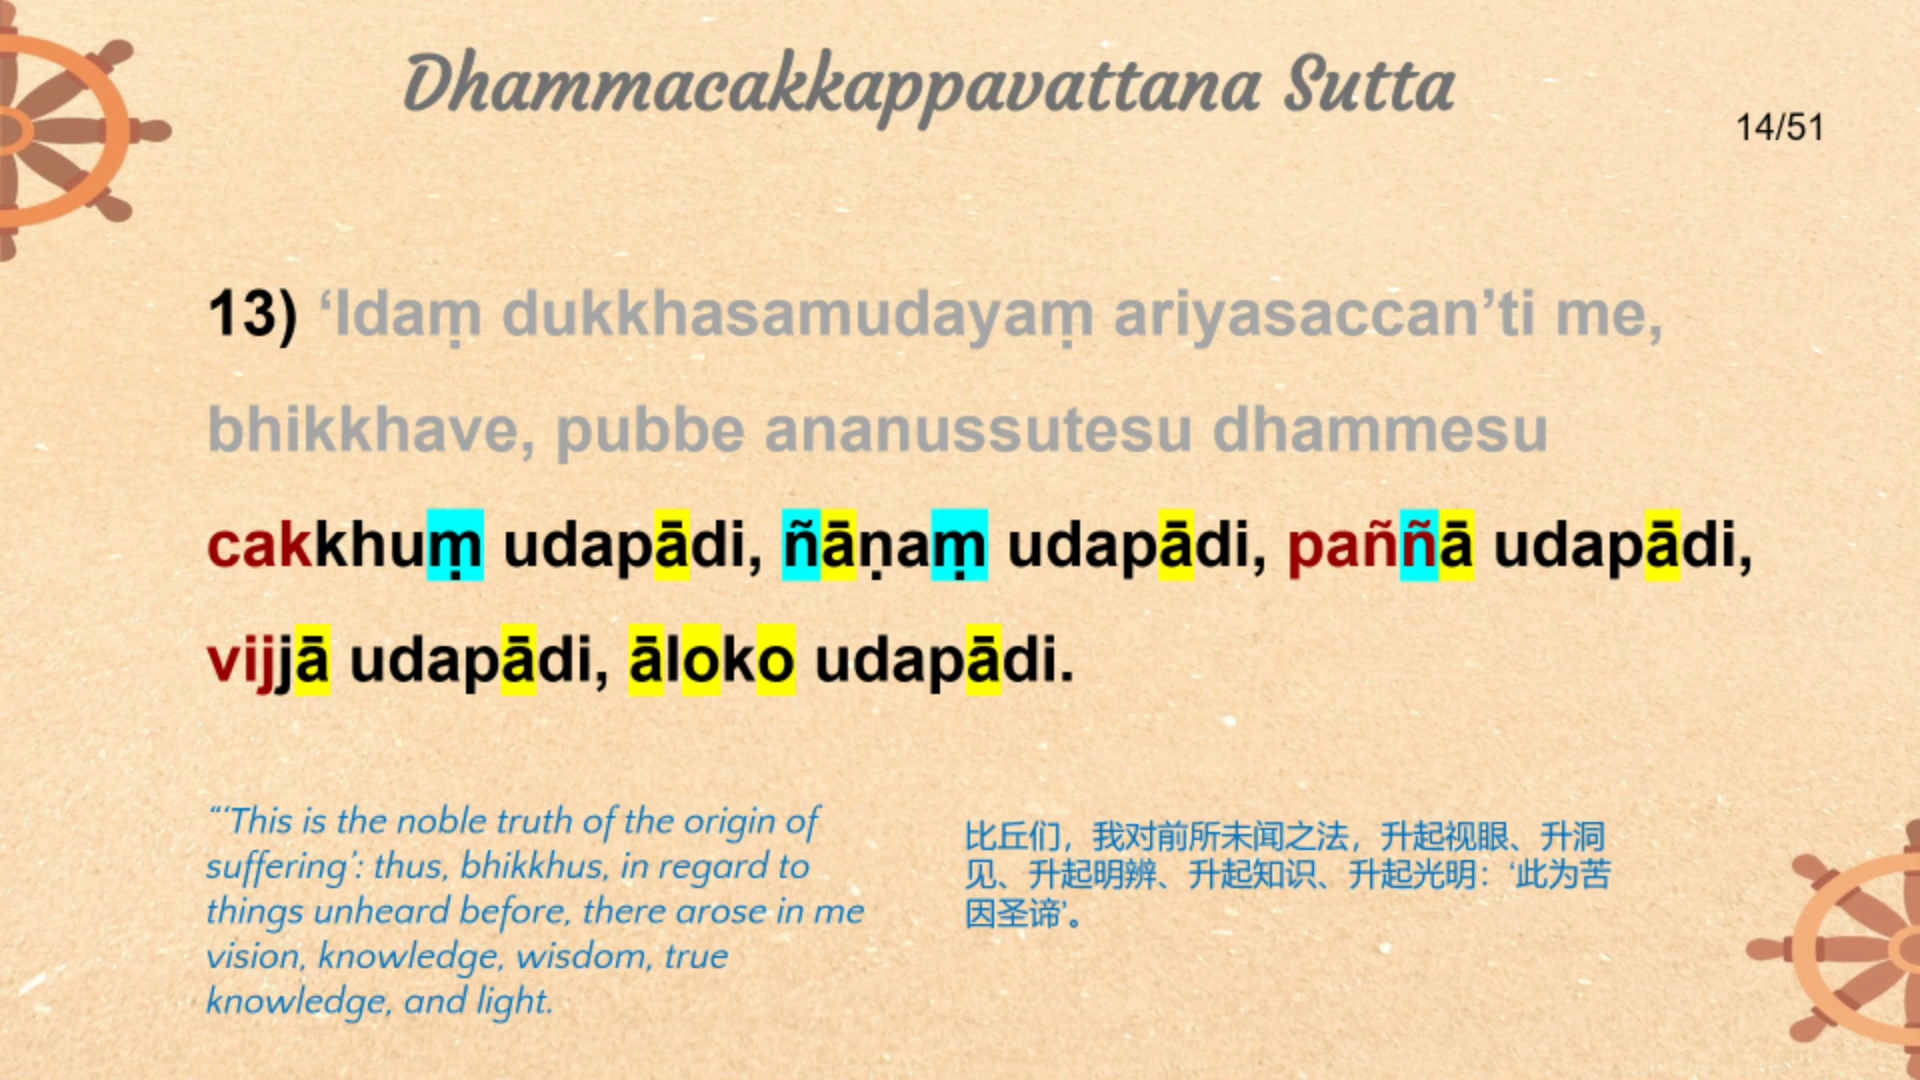 Dhammacakkappavattana Sutta
14/51
13) ‘Idaṃ dukkhasamudayaṃ ariyasaccan’ti me,
bhikkhave, pubbe ananussutesu dhammesu
cakkhuṃ udapādi, ñāṇaṃ udapādi, paññā udapādi,
vijjā udapādi, āloko udapādi.
“‘This is the noble truth of the origin of
suffering’: thus, bhikkhus, in regard to
things unheard before, there arose in me
vision, knowledge, wisdom, true
knowledge, and light.
比丘们，我对前所未闻之法，升起视眼、升洞
见、升起明辨、升起知识、升起光明：‘此为苦
因圣谛’。